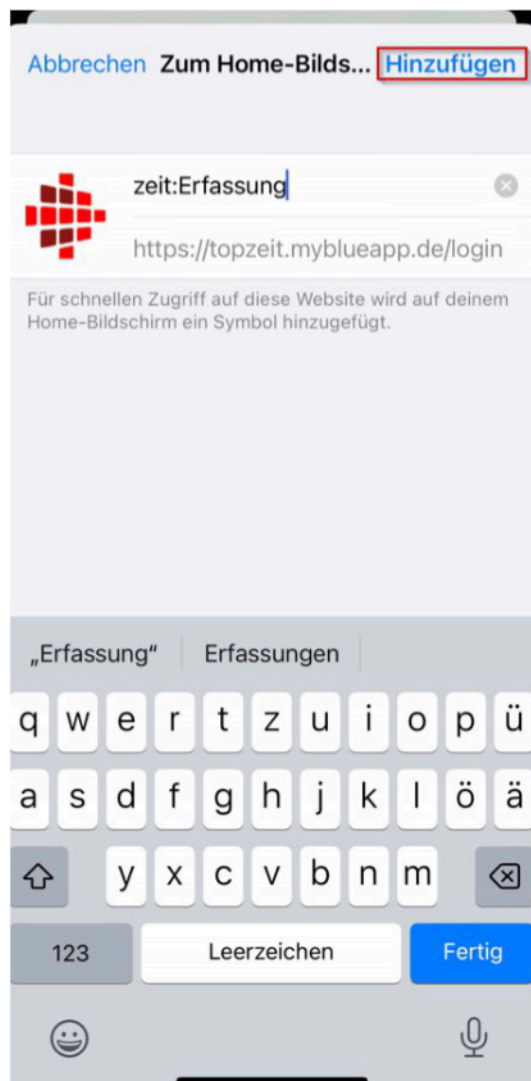 Abbrechen Zum Home-Bilds... Hinzufügen
zeit:Erfassung
https://topzeit.myblueapp.de/login
Für schnellen Zugriff auf diese Website wird auf deinem
Home-Bildschirm ein Symbol hinzugefügt.
„Erfassung“ Erfassungen
q w e r t z u i o p ü
a s d f g h j k l ö ä
y x c v b n m
123 Leerzeichen Fertig